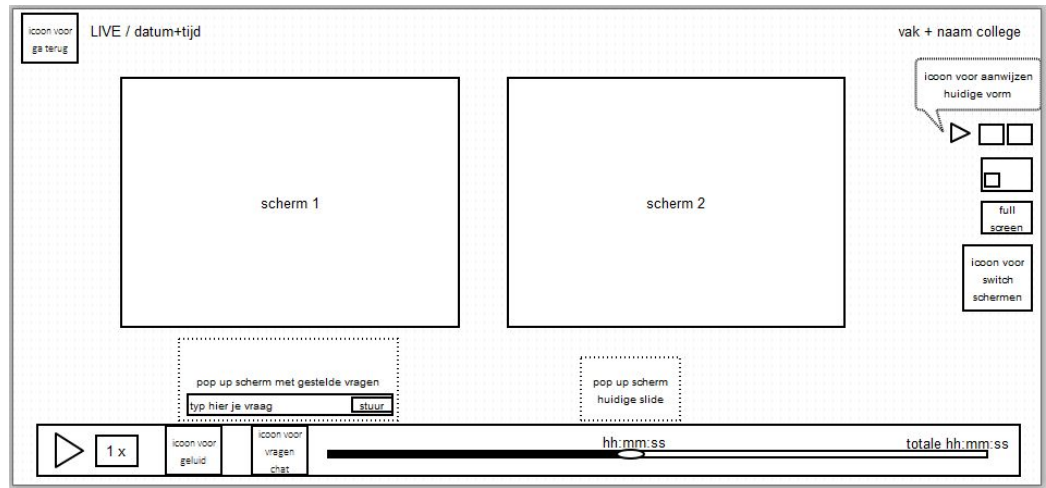 icoon voor
ga terug
LIVE / datum+tijd
vak + naam college
icoon voor aanwijzen
huidige vorm
scherm 1
scherm 2
full
screen
icoon voor
switch
schermen
pop up scherm met gestelde vragen
typ hier je vraag
stuur
pop up scherm
huidige slide
1 x
icoon voor
geluid
icoon voor
vragen
chat
hh:mm:ss
totale hh:mm:ss